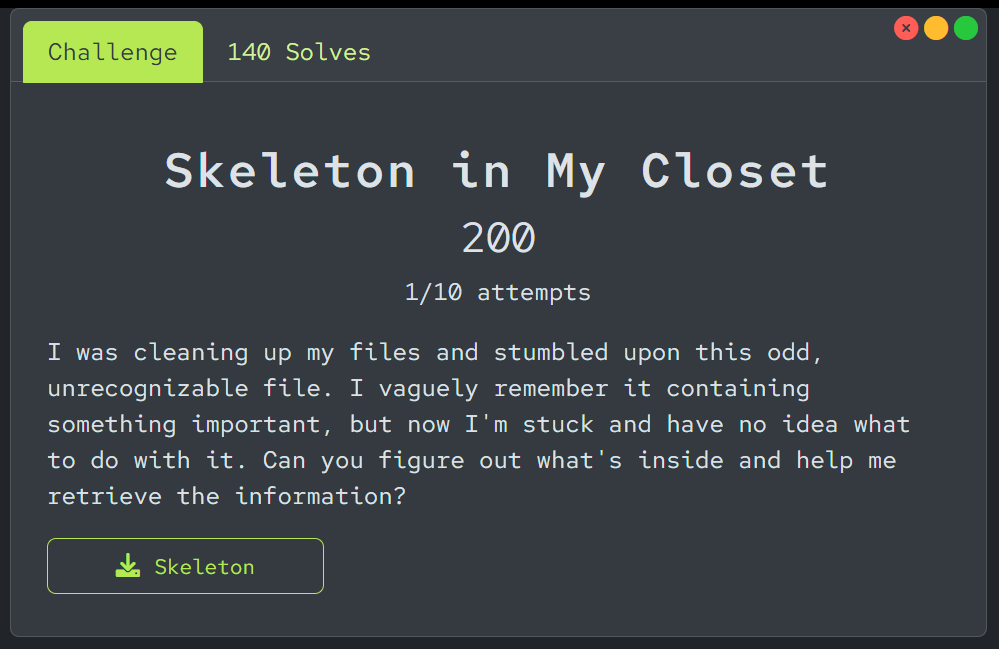 Challenge 140 Solves
Skeleton in My Closet
200
1/10 attempts
I was cleaning up my files and stumbled upon this odd,
unrecognizable file. I vaguely remember it containing
something important, but now I'm stuck and have no idea what
to do with it. Can you figure out what's inside and help me
retrieve the information?
Skeleton